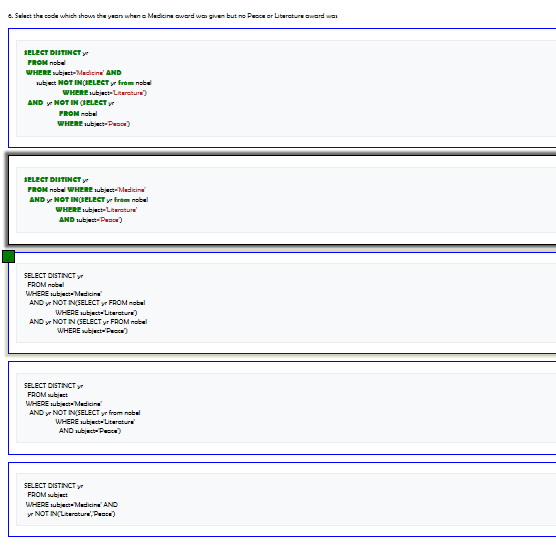 6. Select the code which shows the years when a Medicine award was given but no Peace or Literature award was
SELECT DISTINCT yr
FROM nobel
WHERE subject='Medicine' AND
subject NOT IN(SELECT yr from nobel
WHERE subject='Literature')
AND yr NOT IN (SELECT yr
FROM nobel
WHERE subject='Peace')
SELECT DISTINCT yr
FROM nobel WHERE subject='Medicine'
AND yr NOT IN(SELECT yr from nobel
WHERE subject='Literature'
AND subject='Peace')
SELECT DISTINCT yr
FROM nobel
WHERE subject='Medicine'
AND yr NOT IN(SELECT yr FROM nobel
WHERE subject='Literature')
AND yr NOT IN (SELECT yr FROM nobel
WHERE subject='Peace')
SELECT DISTINCT yr
FROM subject
WHERE subject='Medicine'
AND yr NOT IN(SELECT yr from nobel
WHERE subject='Literature'
AND subject='Peace')
SELECT DISTINCT yr
FROM subject
WHERE subject='Medicine' AND
yr NOT IN('Literature','Peace')